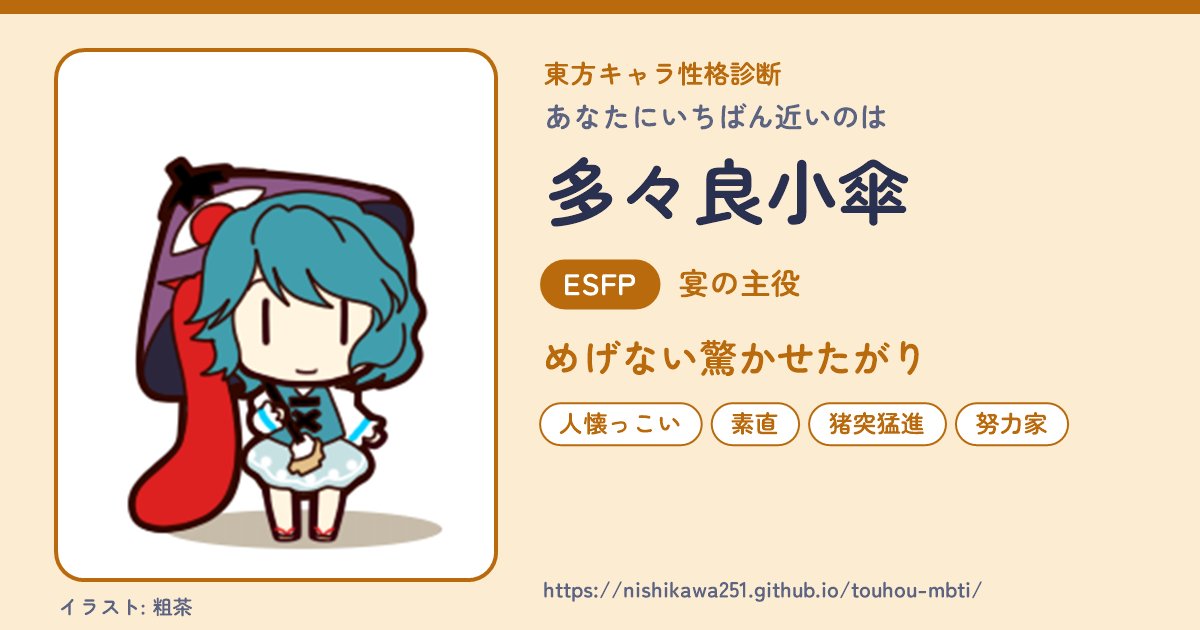 東方キャラ性格診断
あなたにいちばん近いのは
多々良小傘
ESFP 宴の主役
めげない驚かせたがり
人懐っこい 素直 猪突猛進 努力家
https://nishikawa251.github.io/touhou-mbti/
イラスト: 粗茶